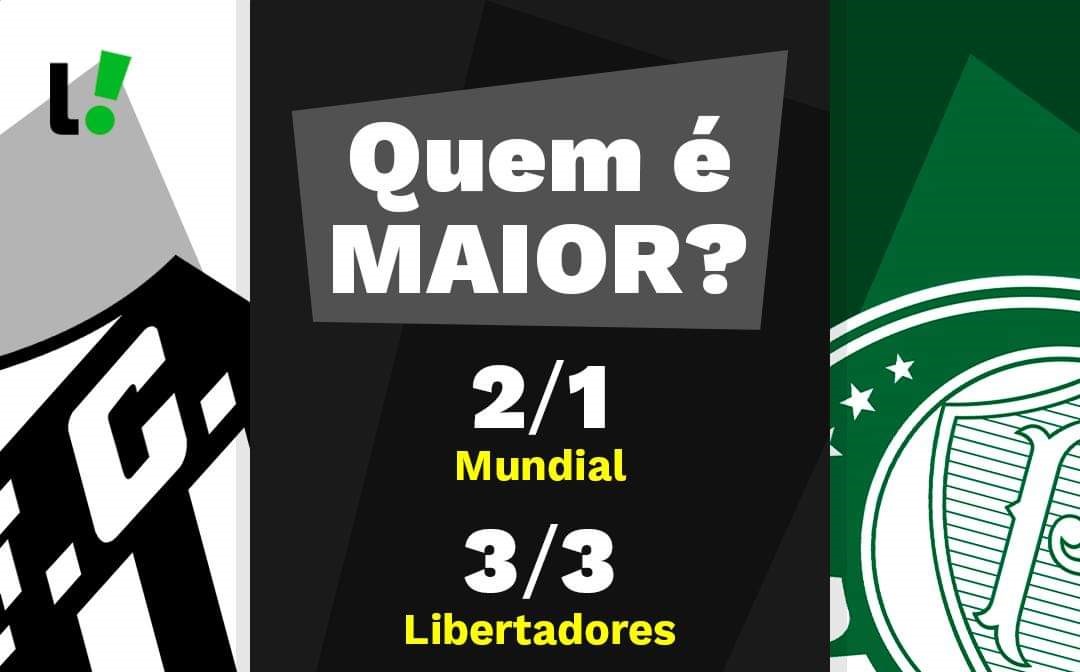 L!
Quem é
MAIOR?
2/1
Mundial
3/3
Libertadores
C.
P